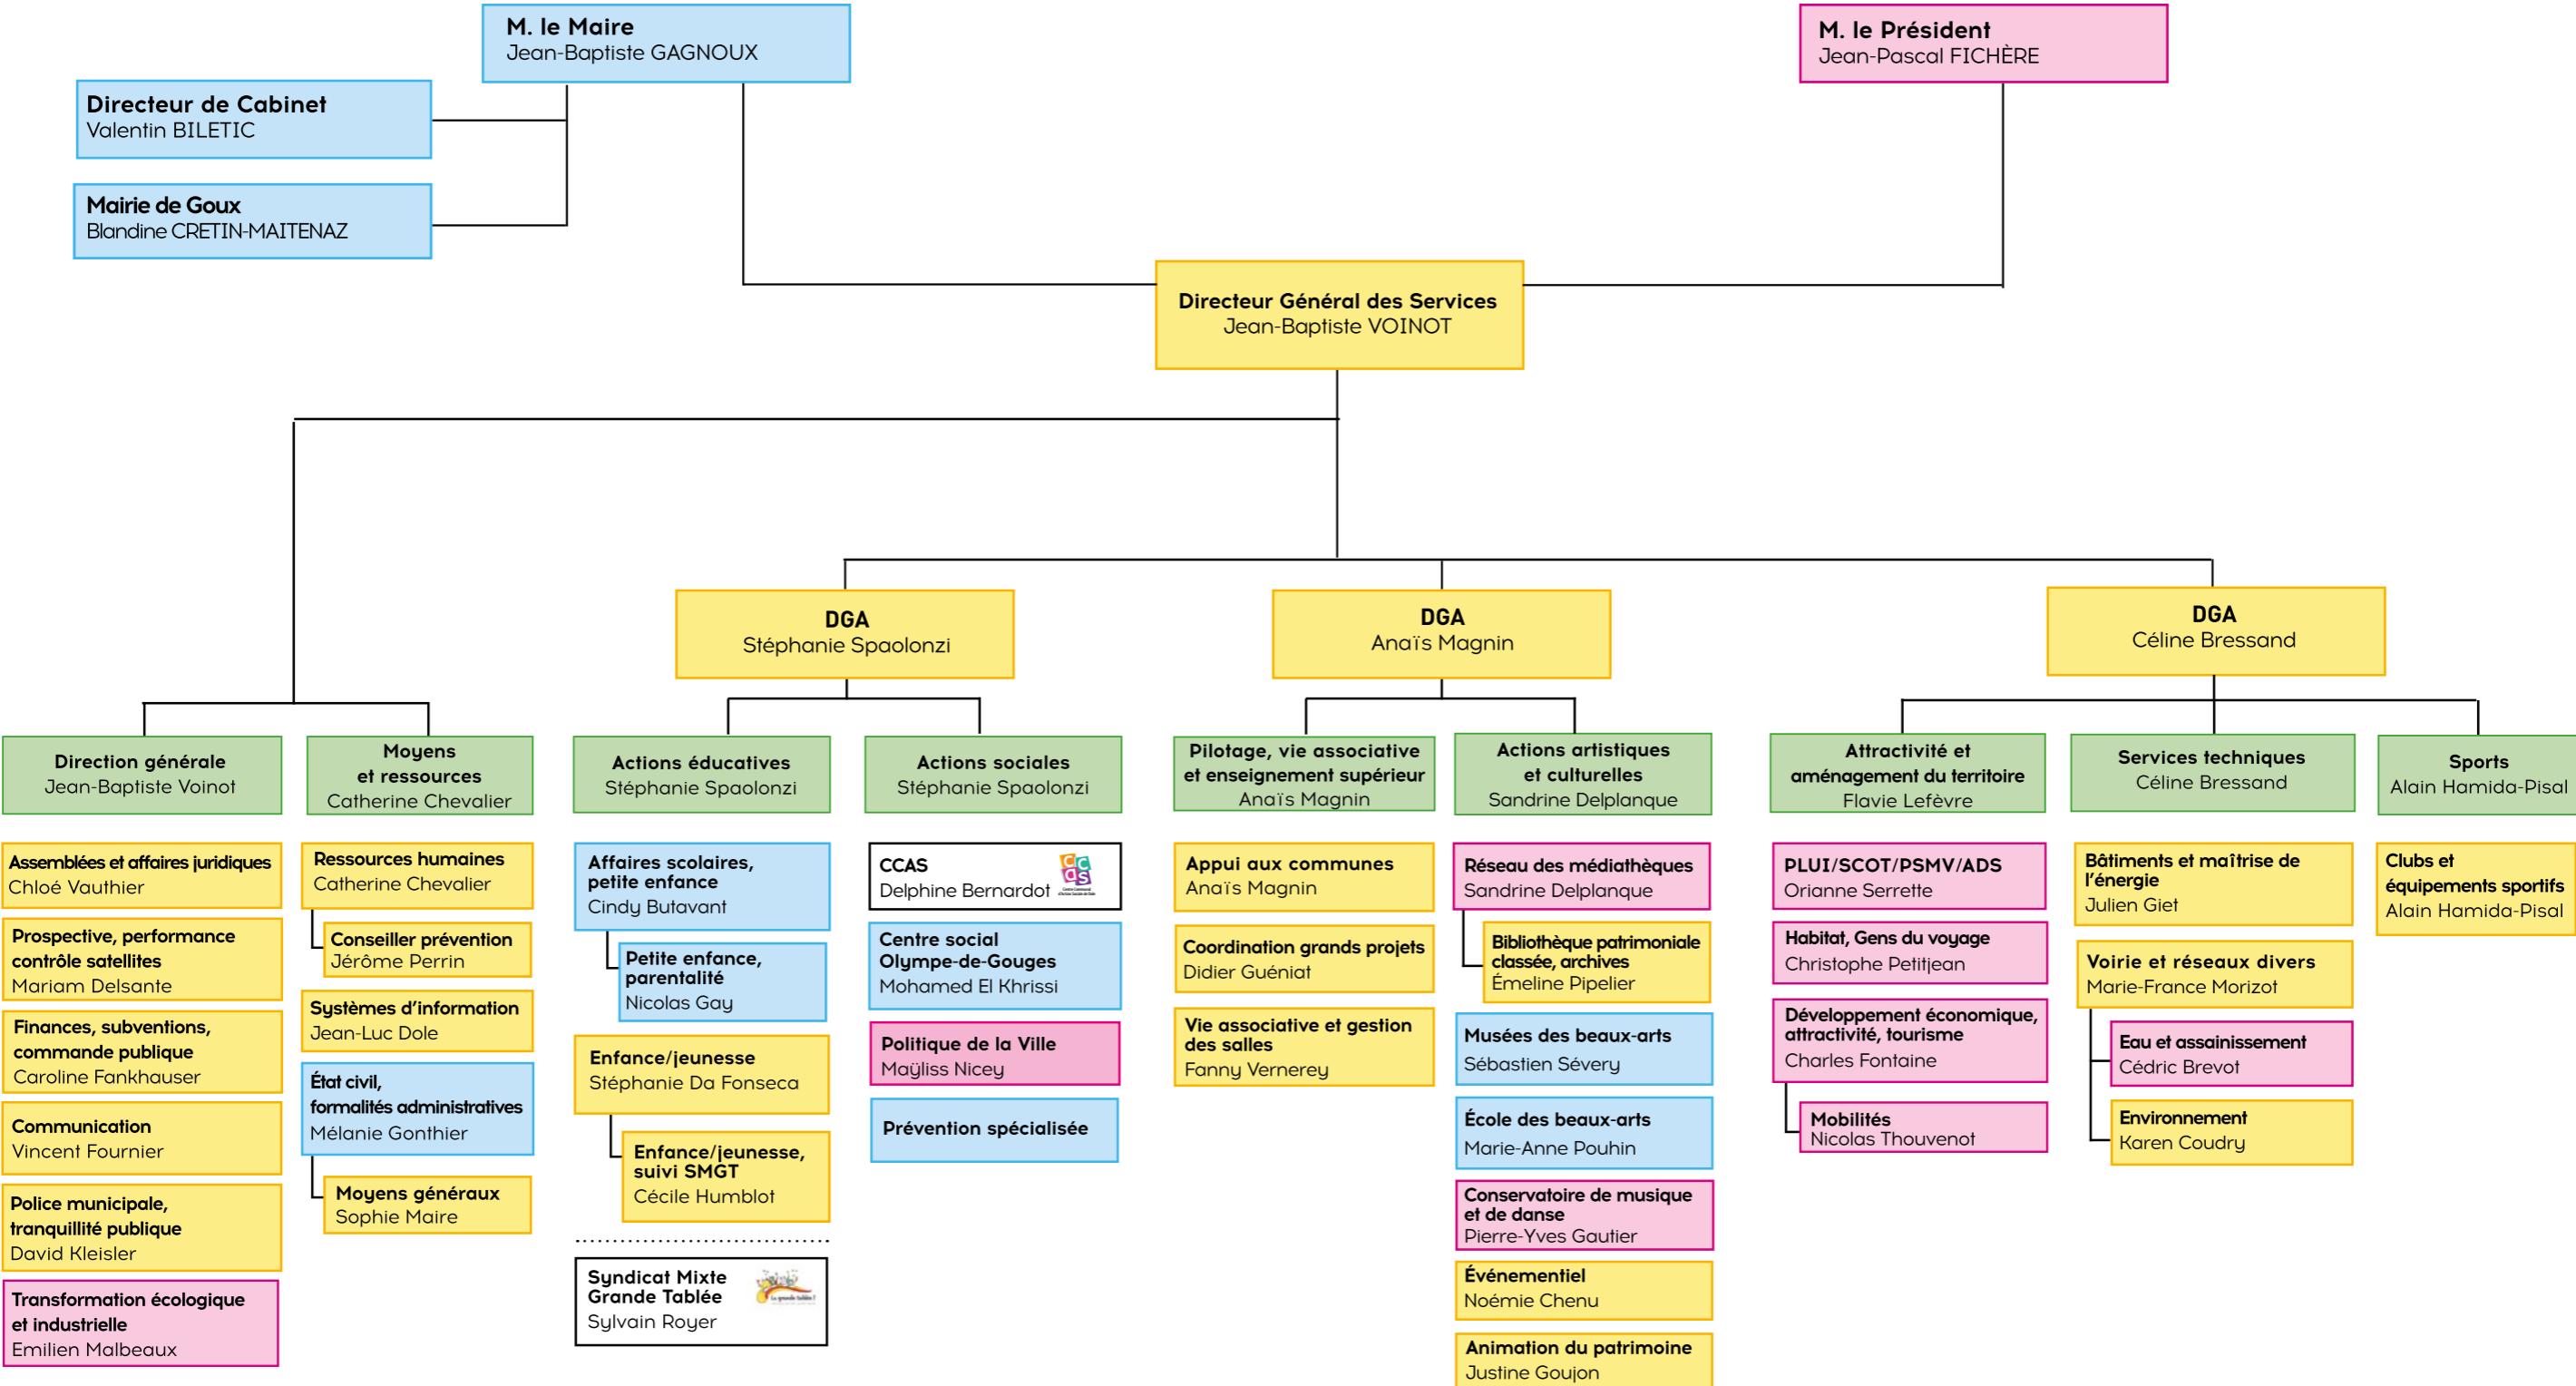 M. le Maire
Jean-Baptiste GAGNOUX
M. le Président
Jean-Pascal FICHÈRE
Directeur de Cabinet
Valentin BILETIC
Mairie de Goux
Blandine CRETIN-MAITENAZ
Directeur Général des Services
Jean-Baptiste VOINOT
DGA
Stéphanie Spaolonzi
DGA
Anaïs Magnin
DGA
Céline Bressand
Direction générale
Jean-Baptiste Voinot
Assemblées et affaires juridiques
Chloé Vauthier
Prospective, performance
contrôle satellites
Mariam Delsante
Finances, subventions,
commande publique
Caroline Fankhauser
Communication
Vincent Fournier
Police municipale,
tranquillité publique
David Kleisler
Transformation écologique
et industrielle
Emilien Malbeaux
Moyens
et ressources
Catherine Chevalier
Ressources humaines
Catherine Chevalier
Conseiller prévention
Jérôme Perrin
Systèmes d'information
Jean-Luc Dole
État civil,
formalités administratives
Mélanie Gonthier
Moyens généraux
Sophie Maire
Actions éducatives
Stéphanie Spaolonzi
Affaires scolaires,
petite enfance
Cindy Butavant
Petite enfance,
parentalité
Nicolas Gay
Enfance/jeunesse
Stéphanie Da Fonseca
Enfance/jeunesse,
suivi SMGT
Cécile Humblot
Syndicat Mixte
Grande Tablée
Sylvain Royer
Actions sociales
Stéphanie Spaolonzi
CCAS
Delphine Bernardot
CCAS
Centre social
Olympe-de-Gouges
Mohamed El Khrissi
Politique de la Ville
Maÿliss Nicey
Prévention spécialisée
Pilotage, vie associative
et enseignement supérieur
Anaïs Magnin
Appui aux communes
Anaïs Magnin
Coordination grands projets
Didier Guéniat
Vie associative et gestion
des salles
Fanny Vernerey
Actions artistiques
et culturelles
Sandrine Delplanque
Réseau des médiathèques
Sandrine Delplanque
Bibliothèque patrimoniale
classée, archives
Émeline Pipelier
Musées des beaux-arts
Sébastien Sévery
École des beaux-arts
Marie-Anne Pouhin
Conservatoire de musique
et de danse
Pierre-Yves Gautier
Événementiel
Noémie Chenu
Animation du patrimoine
Justine Goujon
Attractivité et
aménagement du territoire
Flavie Lefèvre
PLUI/SCOT/PSMV/ADS
Orianne Serrette
Habitat, Gens du voyage
Christophe Petitjean
Développement économique,
attractivité, tourisme
Charles Fontaine
Mobilités
Nicolas Thouvenot
Services techniques
Céline Bressand
Bâtiments et maîtrise de
l'énergie
Julien Giet
Voirie et réseaux divers
Marie-France Morizot
Eau et assainissement
Cédric Brevot
Environnement
Karen Coudry
Sports
Alain Hamida-Pisal
Clubs et
équipements sportifs
Alain Hamida-Pisal